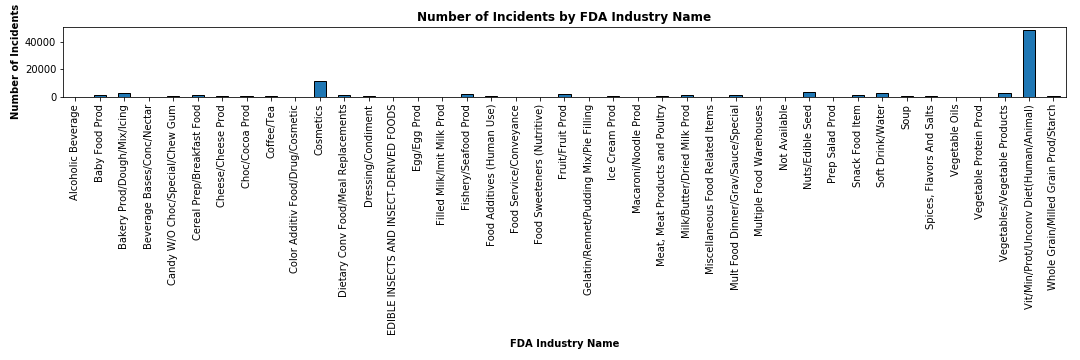 Number of Incidents by FDA Industry Name
Number of Incidents
40000
20000
0
Alcoholic Beverage
Baby Food Prod
Bakery Prod/Dough/Mix/Icing
Beverage Bases/Conc/Nectar
Candy W/O Choc/Special/Chew Gum
Cereal Prep/Breakfast Food
Cheese/Cheese Prod
Choc/Cocoa Prod
Coffee/Tea
Color Additiv Food/Drug/Cosmetic
Cosmetics
Dietary Conv Food/Meal Replacements
Dressing/Condiment
EDIBLE INSECTS AND INSECT-DERIVED FOODS
Egg/Egg Prod
Filled Milk/Imit Milk Prod
Fishery/Seafood Prod
Food Additives (Human Use)
Food Service/Conveyance
Food Sweeteners (Nutritive)
Fruit/Fruit Prod
Gelatin/Rennet/Pudding Mix/Pie Filling
Ice Cream Prod
Macaroni/Noodle Prod
Meat, Meat Products and Poultry
Milk/Butter/Dried Milk Prod
Miscellaneous Food Related Items
Mult Food Dinner/Grav/Sauce/Special
Multiple Food Warehouses
Not Available
Nuts/Edible Seed
Prep Salad Prod
Snack Food Item
Soft Drink/Water
Soup
Spices, Flavors And Salts
Vegetable Oils
Vegetable Protein Prod
Vegetables/Vegetable Products
Vit/Min/Prot/Unconv Diet(Human/Animal)
Whole Grain/Milled Grain Prod/Starch
FDA Industry Name